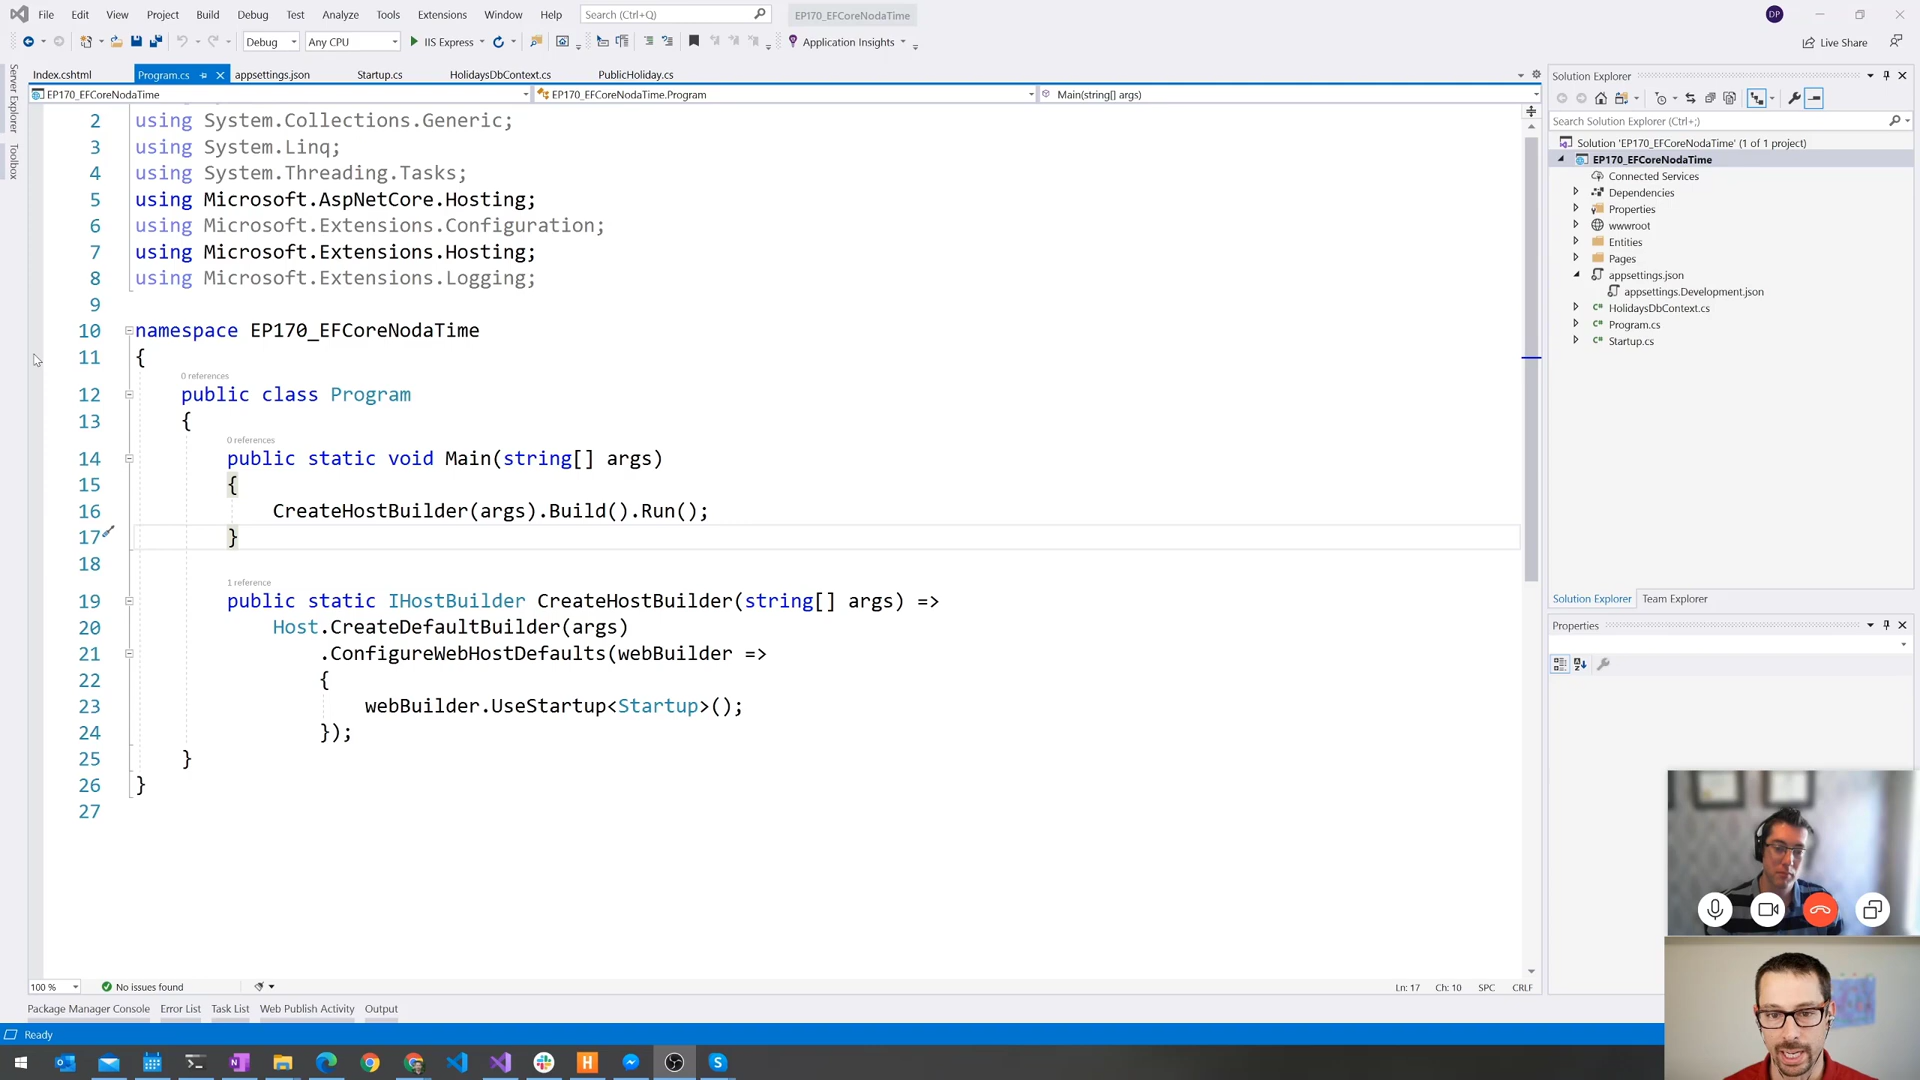 File Edit View Project Build Debug Test Analyze Tools Extensions Window Help Search (Ctrl+Q) EP170_EFCoreNodaTime DP
Debug Any CPU IIS Express Application Insights Live Share
Server Explorer
Toolbox
Index.cshtml Program.cs appsettings.json Startup.cs HolidaysDbContext.cs PublicHoliday.cs
EP170_EFCoreNodaTime EP170_EFCoreNodaTime.Program Main(string[] args)
2 using System.Collections.Generic;
3 using System.Linq;
4 using System.Threading.Tasks;
5 using Microsoft.AspNetCore.Hosting;
6 using Microsoft.Extensions.Configuration;
7 using Microsoft.Extensions.Hosting;
8 using Microsoft.Extensions.Logging;
9
10 namespace EP170_EFCoreNodaTime
11 {
0 references
12 public class Program
13 {
0 references
14 public static void Main(string[] args)
15 {
16 CreateHostBuilder(args).Build().Run();
17 }
18
1 reference
19 public static IHostBuilder CreateHostBuilder(string[] args) =>
20 Host.CreateDefaultBuilder(args)
21 .ConfigureWebHostDefaults(webBuilder =>
22 {
23 webBuilder.UseStartup<Startup>();
24 });
25 }
26 }
27
100 % No issues found Ln: 17 Ch: 10 SPC CRLF
Package Manager Console Error List Task List Web Publish Activity Output
Ready
Solution Explorer
Search Solution Explorer (Ctrl+;)
Solution 'EP170_EFCoreNodaTime' (1 of 1 project)
EP170_EFCoreNodaTime
Connected Services
Dependencies
Properties
wwwroot
Entities
Pages
appsettings.json
appsettings.Development.json
C# HolidaysDbContext.cs
C# Program.cs
C# Startup.cs
Solution Explorer Team Explorer
Properties